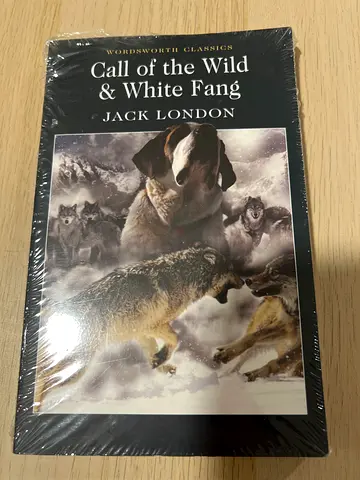 WORDSWORTH CLASSICS
Call of the Wild
& White Fang
JACK LONDON